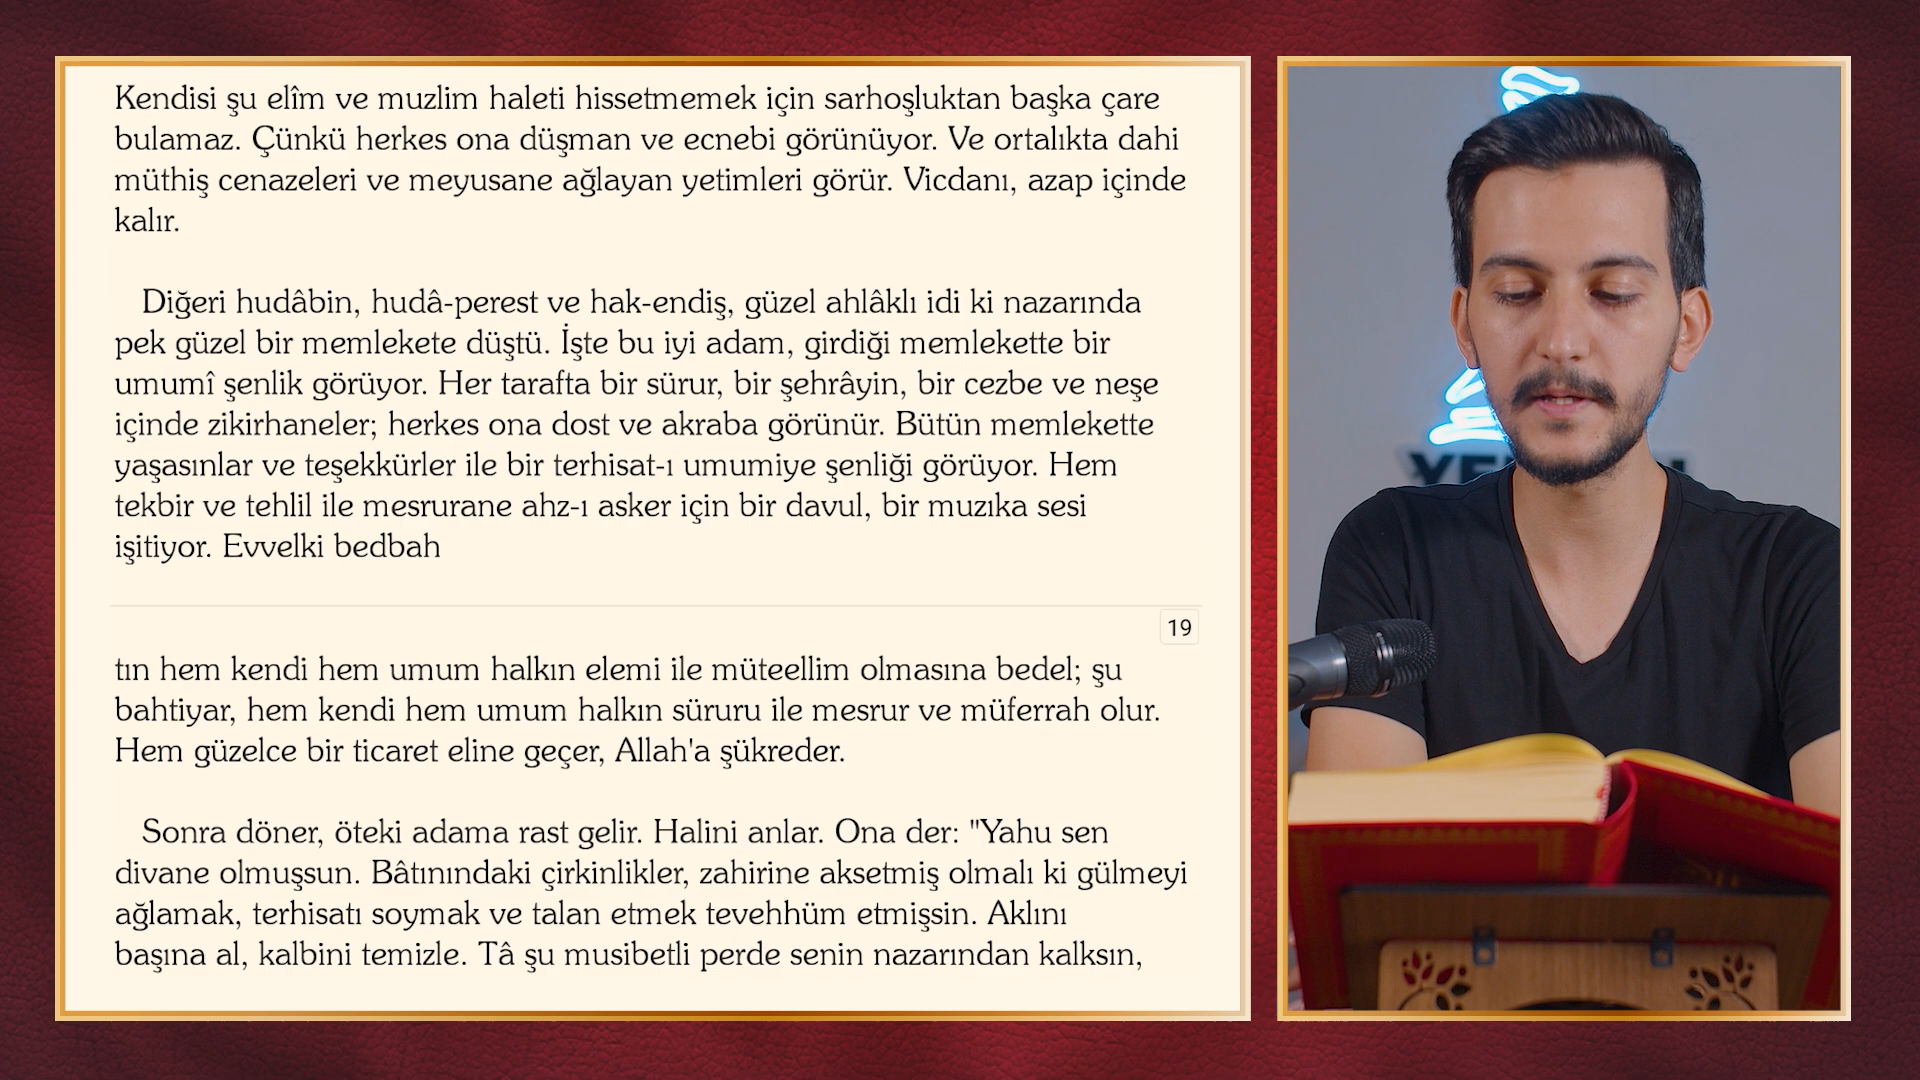 Kendisi şu elîm ve muzlim haleti hissetmemek için sarhoşluktan başka çare
bulamaz. Çünkü herkes ona düşman ve ecnebi görünüyor. Ve ortalıkta dahi
müthiş cenazeleri ve meyusane ağlayan yetimleri görür. Vicdanı, azap içinde
kalır.
Diğeri hudâbin, hudâ-perest ve hak-endiş, güzel ahlâklı idi ki nazarında
pek güzel bir memlekete düştü. İşte bu iyi adam, girdiği memlekette bir
umumî şenlik görüyor. Her tarafta bir sürur, bir şehrâyin, bir cezbe ve neşe
içinde zikirhaneler; herkes ona dost ve akraba görünür. Bütün memlekette
yaşasınlar ve teşekkürler ile bir terhisat-ı umumiye şenliği görüyor. Hem
tekbir ve tehlil ile mesrurane ahz-ı asker için bir davul, bir muzıka sesi
işitiyor. Evvelki bedbah
19
tın hem kendi hem umum halkın elemi ile müteellim olmasına bedel; şu
bahtiyar, hem kendi hem umum halkın süruru ile mesrur ve müferrah olur.
Hem güzelce bir ticaret eline geçer, Allah'a şükreder.
Sonra döner, öteki adama rast gelir. Halini anlar. Ona der: "Yahu sen
divane olmuşsun. Bâtınındaki çirkinlikler, zahirine aksetmiş olmalı ki gülmeyi
ağlamak, terhisatı soymak ve talan etmek tevehhüm etmişsin. Aklını
başına al, kalbini temizle. Tâ şu musibetli perde senin nazarından kalksın,